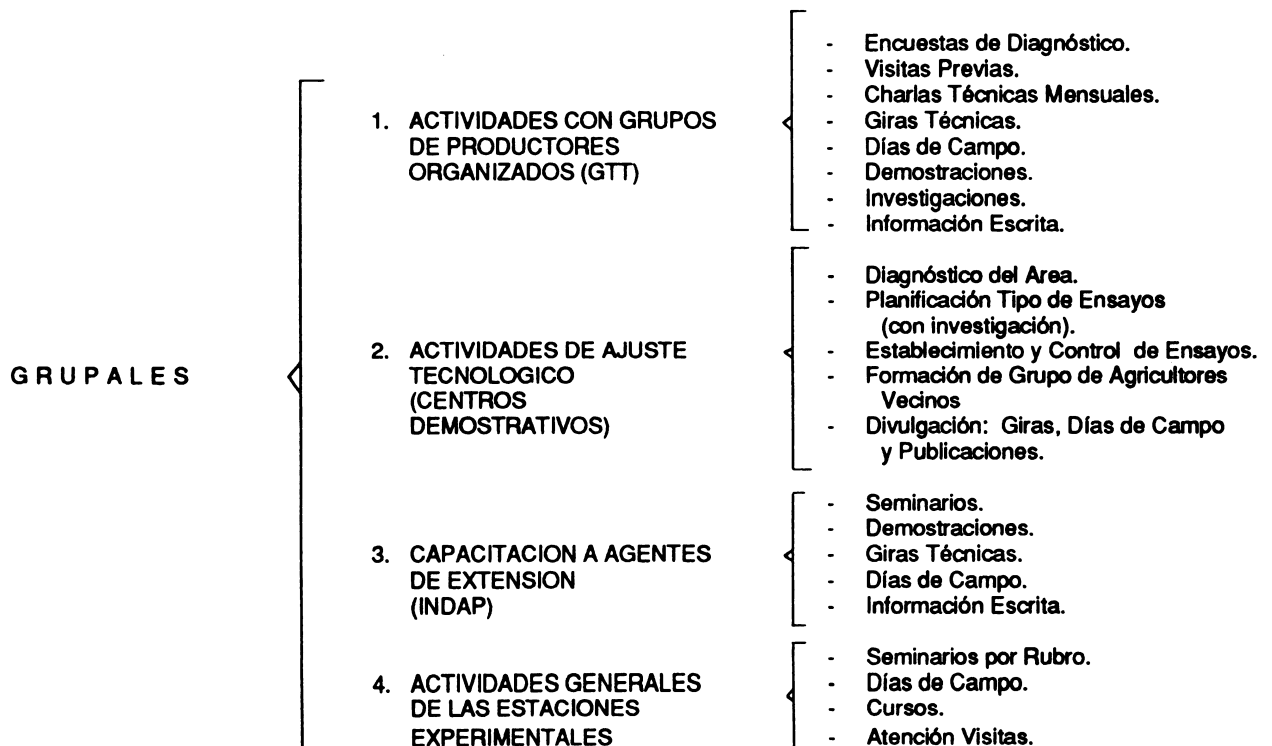 GRUPALES
1. ACTIVIDADES CON GRUPOS
DE PRODUCTORES
ORGANIZADOS (GTT)
- Encuestas de Diagnóstico.
- Visitas Previas.
- Charlas Técnicas Mensuales.
- Giras Técnicas.
- Días de Campo.
- Demostraciones.
- Investigaciones.
- Información Escrita.
2. ACTIVIDADES DE AJUSTE
TECNOLOGICO
(CENTROS
DEMOSTRATIVOS)
- Diagnóstico del Area.
- Planificación Tipo de Ensayos
(con investigación).
- Establecimiento y Control de Ensayos.
- Formación de Grupo de Agricultores
Vecinos
- Divulgación: Giras, Días de Campo
y Publicaciones.
3. CAPACITACION A AGENTES
DE EXTENSION
(INDAP)
- Seminarios.
- Demostraciones.
- Giras Técnicas.
- Días de Campo.
- Información Escrita.
4. ACTIVIDADES GENERALES
DE LAS ESTACIONES
EXPERIMENTALES
- Seminarios por Rubro.
- Días de Campo.
- Cursos.
- Atención Visitas.